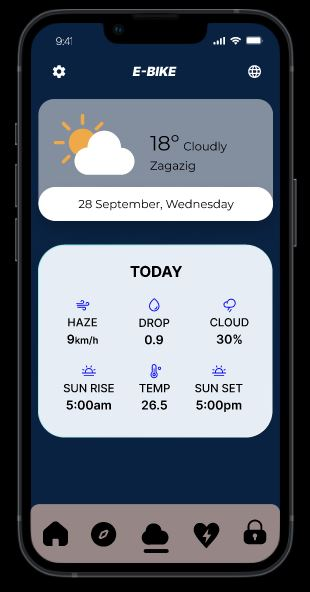 9:41
E-BIKE
18° Cloudly
Zagazig
28 September, Wednesday
TODAY
HAZE DROP CLOUD
9km/h 0.9 30%
SUN RISE TEMP SUN SET
5:00am 26.5 5:00pm